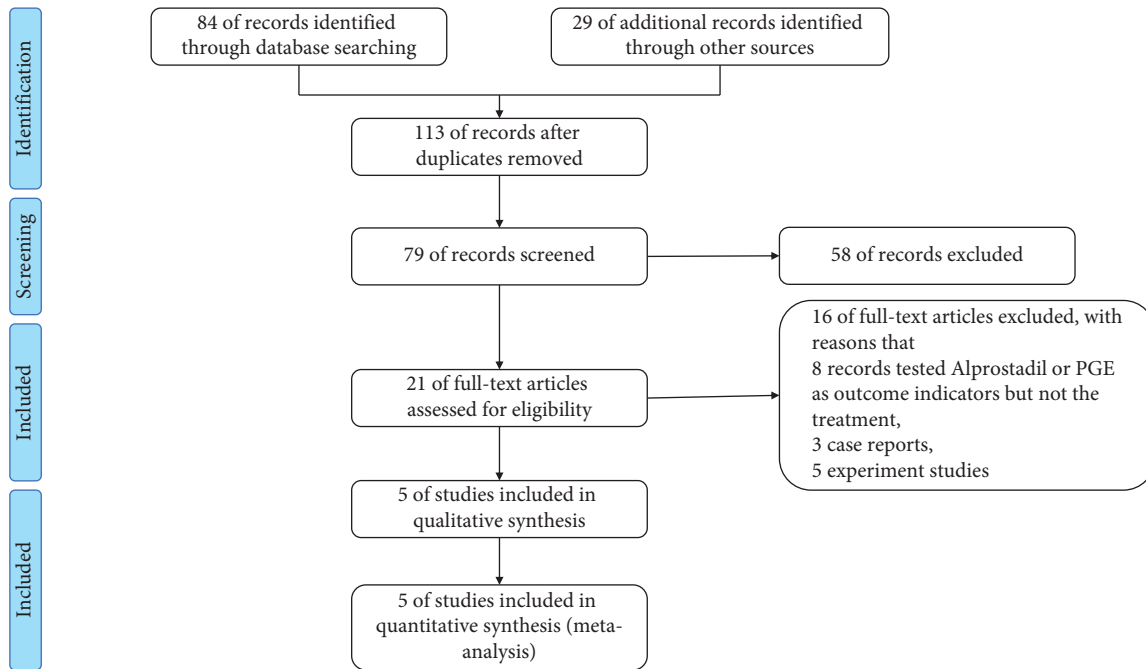 Identification
84 of records identified
through database searching
29 of additional records identified
through other sources
113 of records after
duplicates removed
Screening
79 of records screened
58 of records excluded
Included
21 of full-text articles
assessed for eligibility
16 of full-text articles excluded, with
reasons that
8 records tested Alprostadil or PGE
as outcome indicators but not the
treatment,
3 case reports,
5 experiment studies
Included
5 of studies included in
qualitative synthesis
5 of studies included in
quantitative synthesis (meta-
analysis)